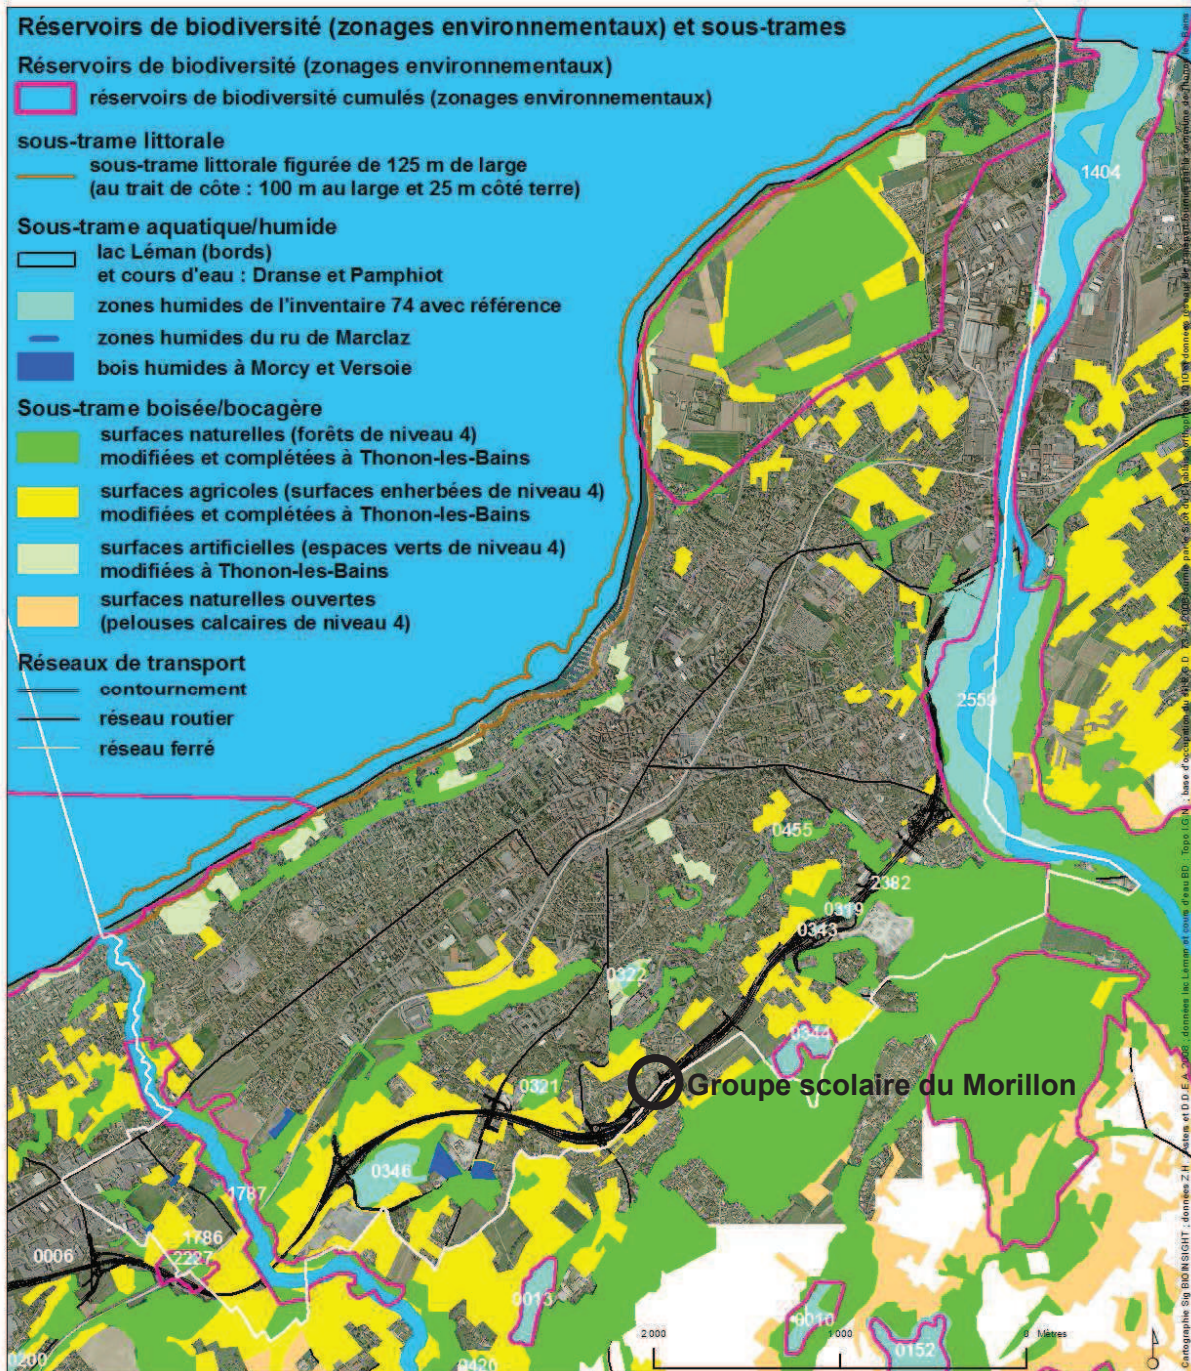 Réservoirs de biodiversité (zonages environnementaux) et sous-trames
Réservoirs de biodiversité (zonages environnementaux)
réservoirs de biodiversité cumulés (zonages environnementaux)
sous-trame littorale
sous-trame littorale figurée de 125 m de large
(au trait de côte : 100 m au large et 25 m côté terre)
Sous-trame aquatique/humide
lac Léman (bords)
et cours d'eau : Dranse et Pamphiot
zones humides de l'inventaire 74 avec référence
zones humides du ru de Marclaz
bois humides à Morcy et Versoie
Sous-trame boisée/bocagère
surfaces naturelles (forêts de niveau 4)
modifiées et complétées à Thonon-les-Bains
surfaces agricoles (surfaces enherbées de niveau 4)
modifiées et complétées à Thonon-les-Bains
surfaces artificielles (espaces verts de niveau 4)
modifiées à Thonon-les-Bains
surfaces naturelles ouvertes
(pelouses calcaires de niveau 4)
Réseaux de transport
contournement
réseau routier
réseau ferré
1404
2559
0455
2382
0319
0343
0322
0344
0321
Groupe scolaire du Morillon
0346
1787
1786
2227
0006
0013
0010
0152
0200
0420
2 000
1 000
0 Mètres